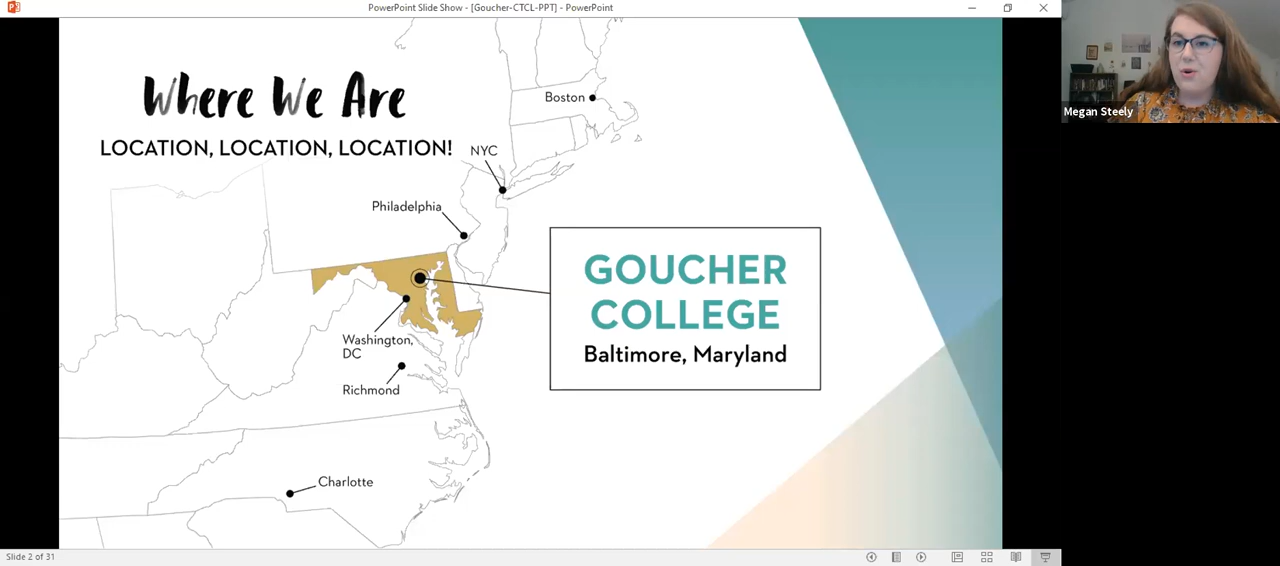 PowerPoint Slide Show - [Goucher-CTCL-PPT] - PowerPoint
Where We Are
LOCATION, LOCATION, LOCATION!
Boston
NYC
Philadelphia
GOUCHER
COLLEGE
Baltimore, Maryland
Washington,
DC
Richmond
Charlotte
Megan Steely
Slide 2 of 31